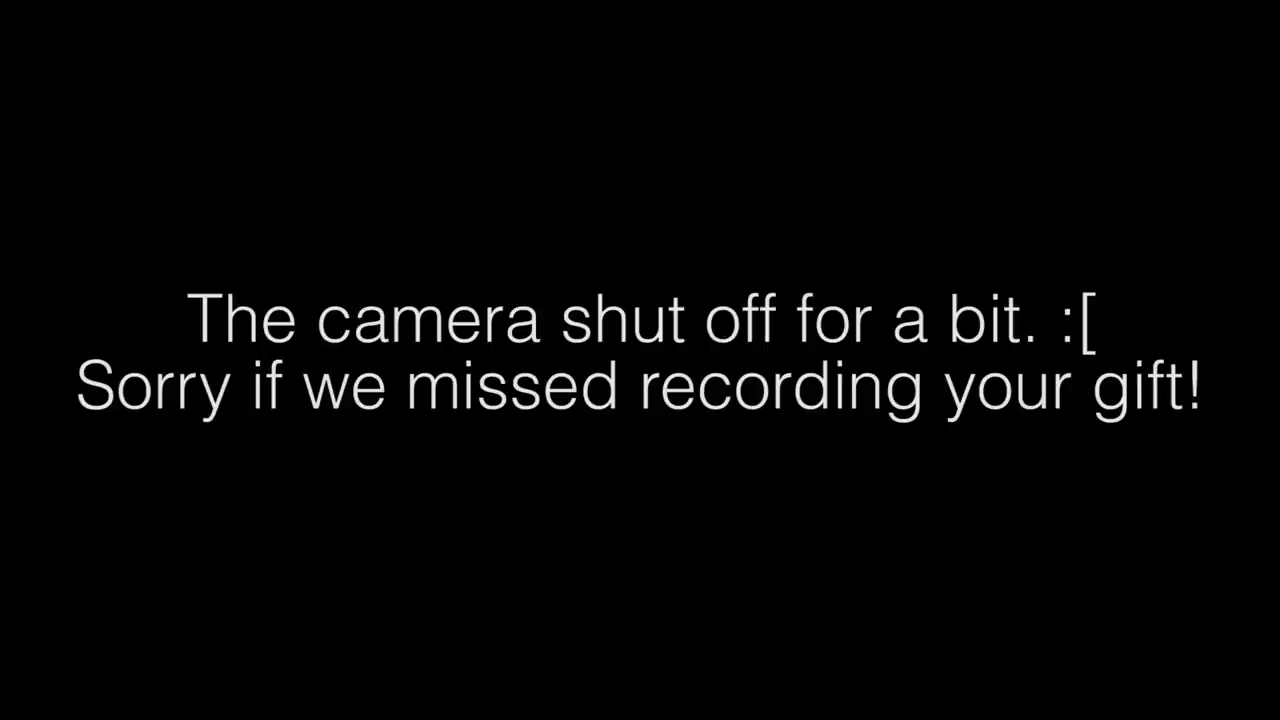 The camera shut off for a bit. :[
Sorry if we missed recording your gift!